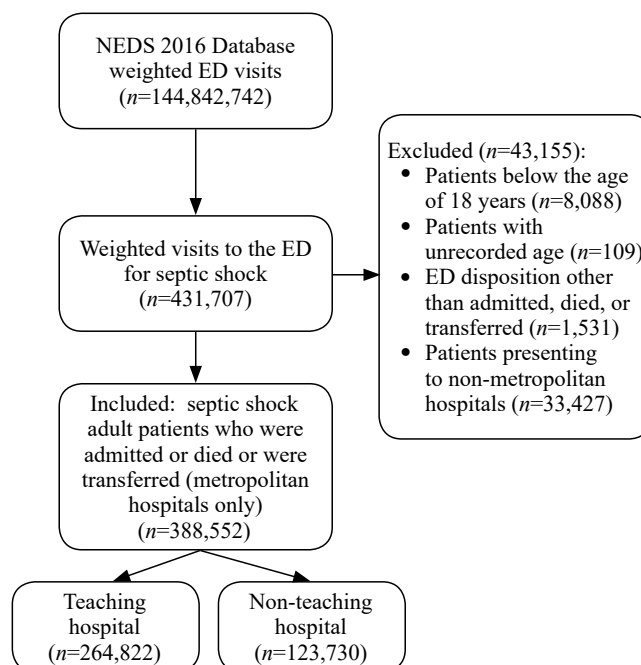 NEDS 2016 Database
weighted ED visits
(n=144,842,742)
Excluded (n=43,155):
• Patients below the age
of 18 years (n=8,088)
• Patients with
unrecorded age (n=109)
• ED disposition other
than admitted, died, or
transferred (n=1,531)
• Patients presenting
to non-metropolitan
hospitals (n=33,427)
Weighted visits to the ED
for septic shock
(n=431,707)
Included: septic shock
adult patients who were
admitted or died or were
transferred (metropolitan
hospitals only)
(n=388,552)
Teaching
hospital
(n=264,822)
Non-teaching
hospital
(n=123,730)